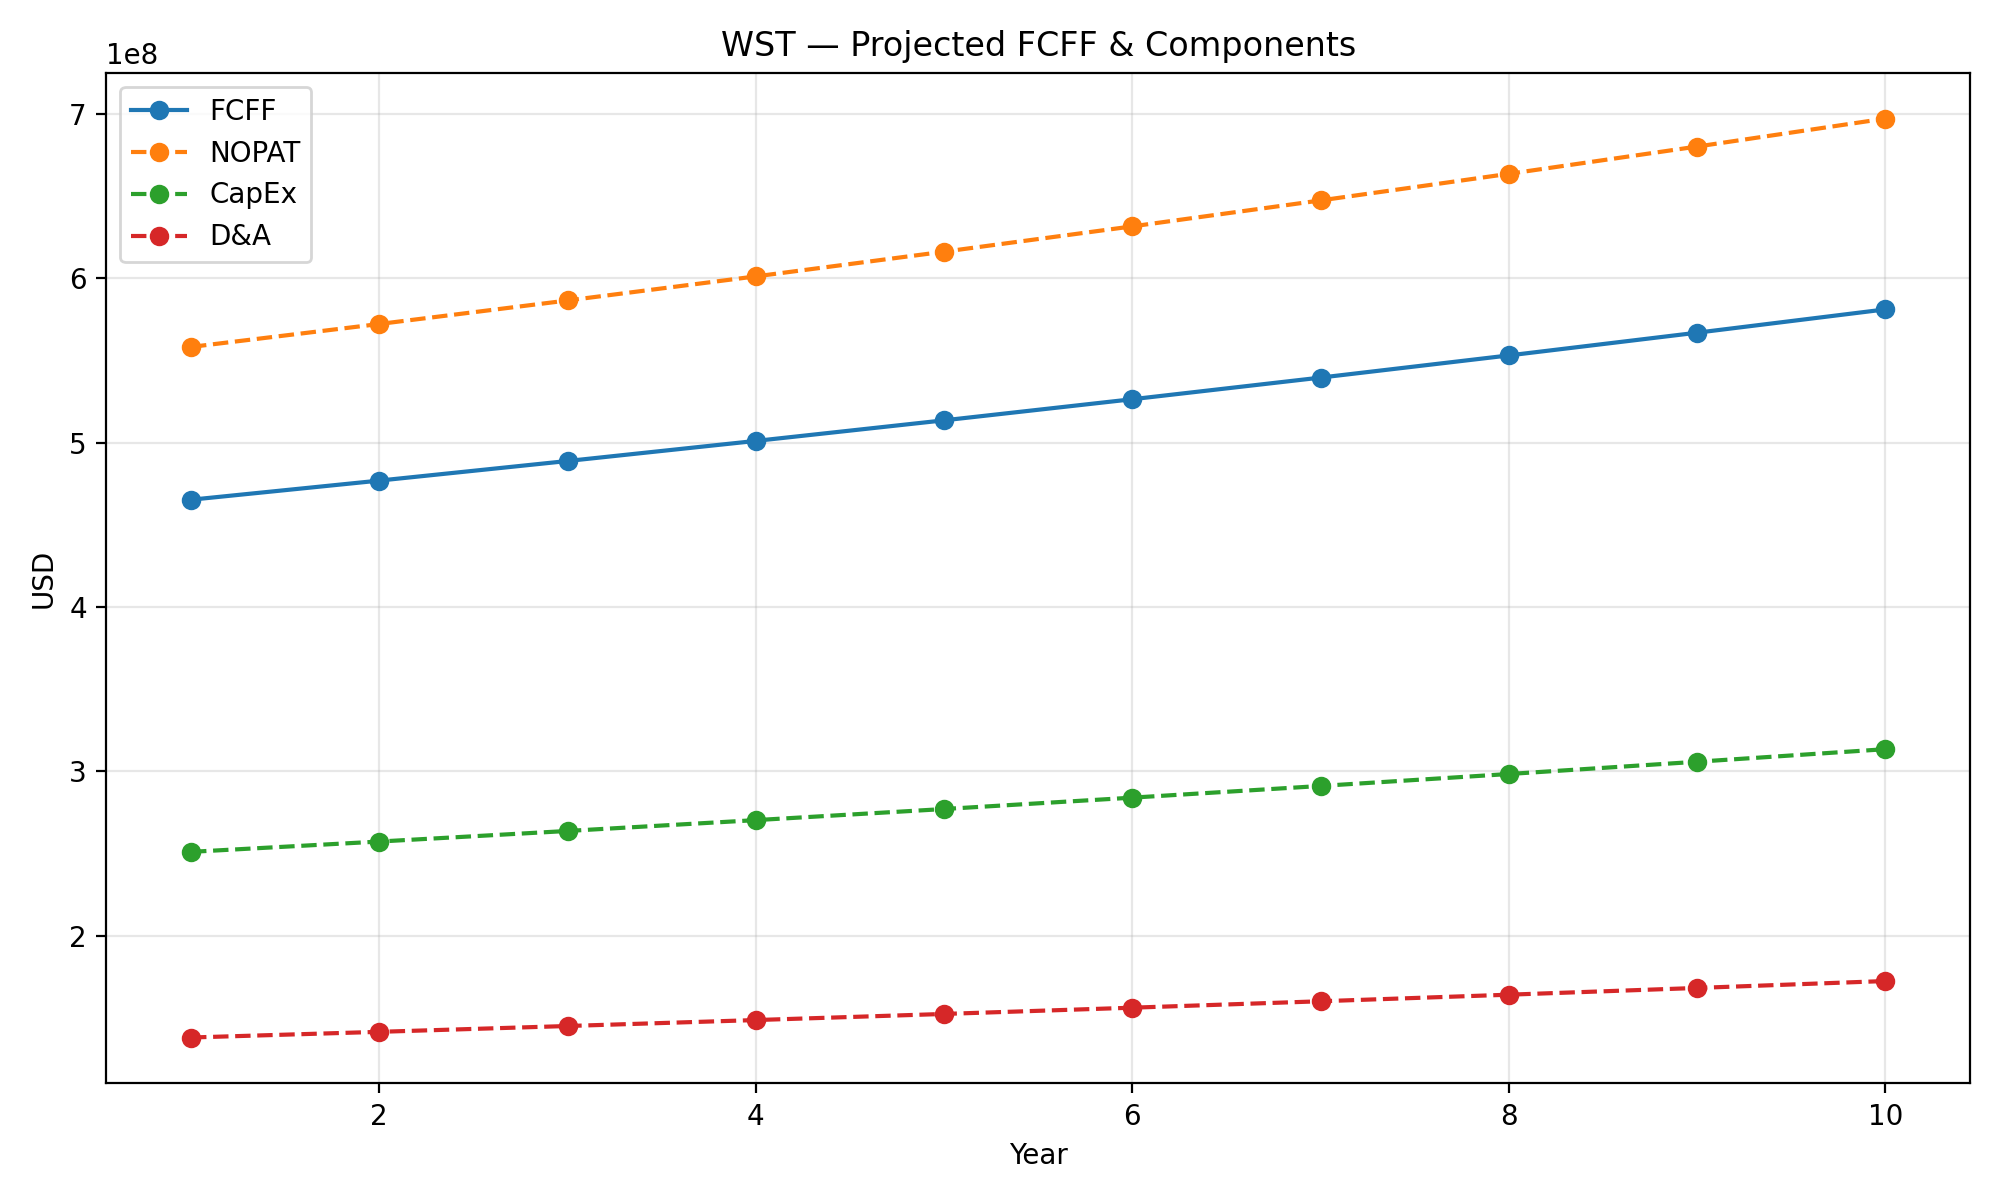 WST — Projected FCFF & Components
1e8
FCFF
NOPAT
CapEx
D&A
7
6
5
4
3
2
USD
2 4 6 8 10
Year